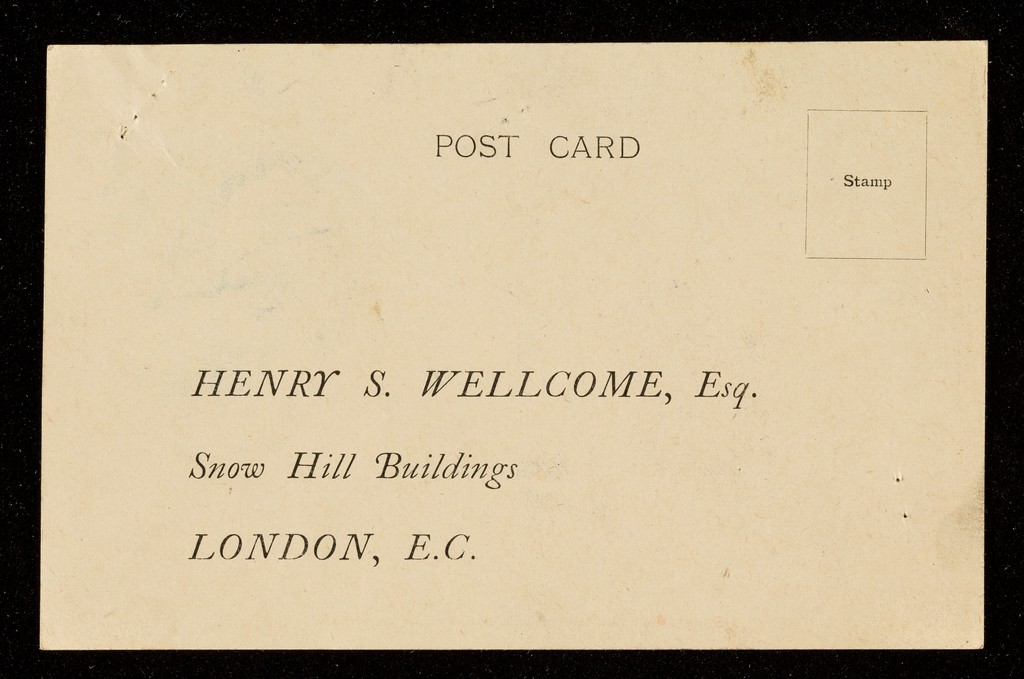 POST CARD
Stamp
HENRY S. WELLCOME, Esq.
Snow Hill Buildings
LONDON, E.C.